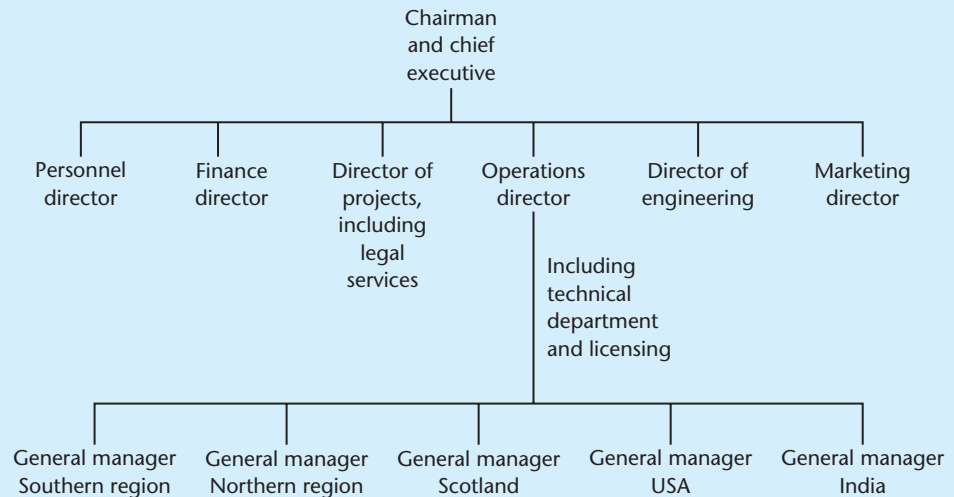 Chairman
and chief
executive
Personnel
director
Finance
director
Director of
projects,
including
legal
services
Operations
director
Director of
engineering
Marketing
director
Including
technical
department
and licensing
General manager
Southern region
General manager
Northern region
General manager
Scotland
General manager
USA
General manager
India